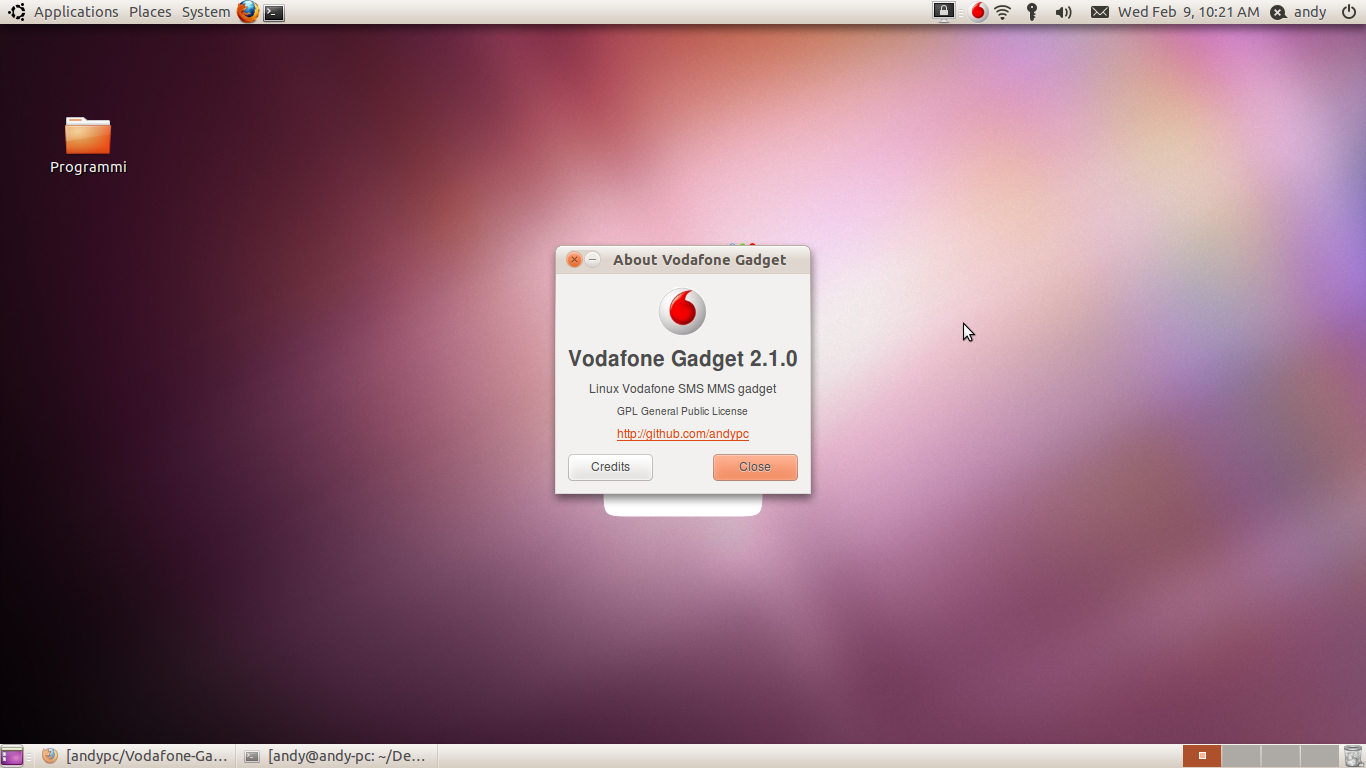 Applications Places System
Wed Feb 9, 10:21 AM andy
Programmi
About Vodafone Gadget
Vodafone Gadget 2.1.0
Linux Vodafone SMS MMS gadget
GPL General Public License
http://github.com/andypc
Credits Close
[andypc/Vodafone-Ga... [andy@andy-pc: ~/De...